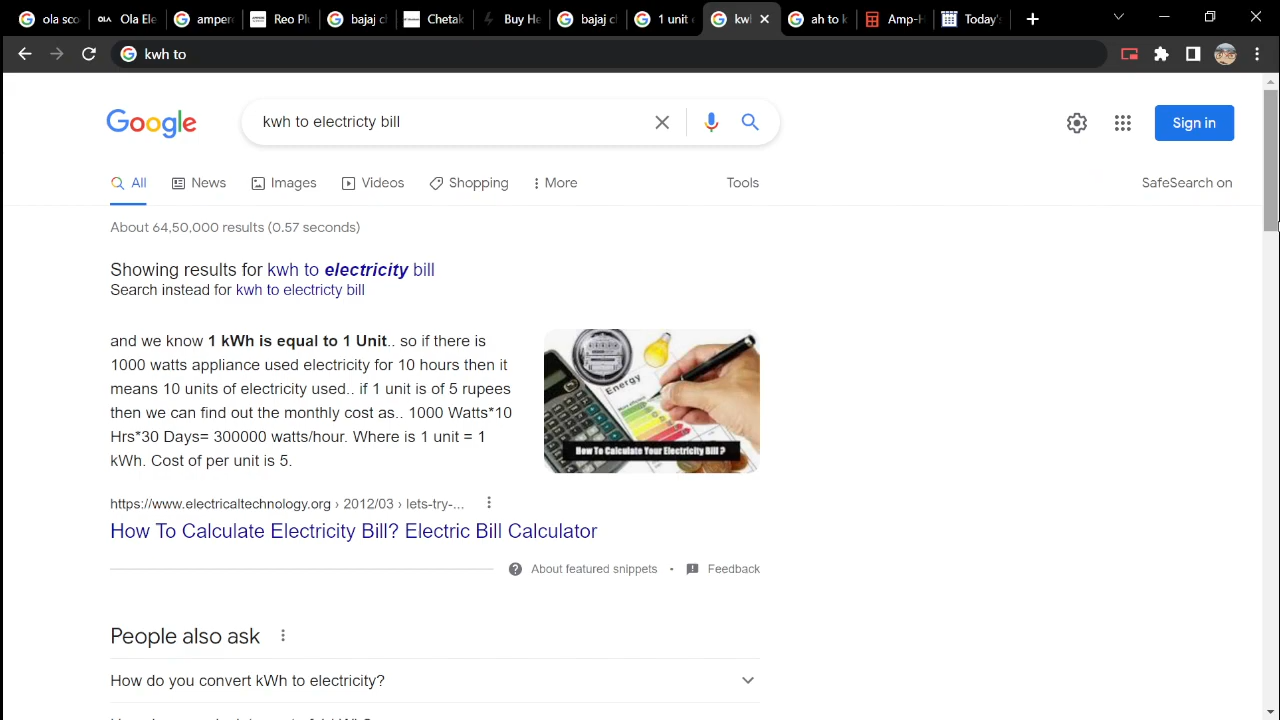 ola sco
Ola Ele
amper
Reo Pl
bajaj c
Chetak
Buy He
bajaj c
1 unit
kwl
ah to
Amp-H
Today'
kwh to
Google
kwh to electricty bill
Sign in
All
News
Images
Videos
Shopping
More
Tools
SafeSearch on
About 64,50,000 results (0.57 seconds)
Showing results for kwh to electricity bill
Search instead for kwh to electricty bill
and we know 1 kWh is equal to 1 Unit.. so if there is
1000 watts appliance used electricity for 10 hours then it
means 10 units of electricity used.. if 1 unit is of 5 rupees
then we can find out the monthly cost as.. 1000 Watts*10
Hrs*30 Days= 300000 watts/hour. Where is 1 unit = 1
kWh. Cost of per unit is 5.
Energy
How To Calculate Your Electricity Bill ?
https://www.electricaltechnology.org › 2012/03 › lets-try-...
How To Calculate Electricity Bill? Electric Bill Calculator
About featured snippets • Feedback
People also ask
How do you convert kWh to electricity?